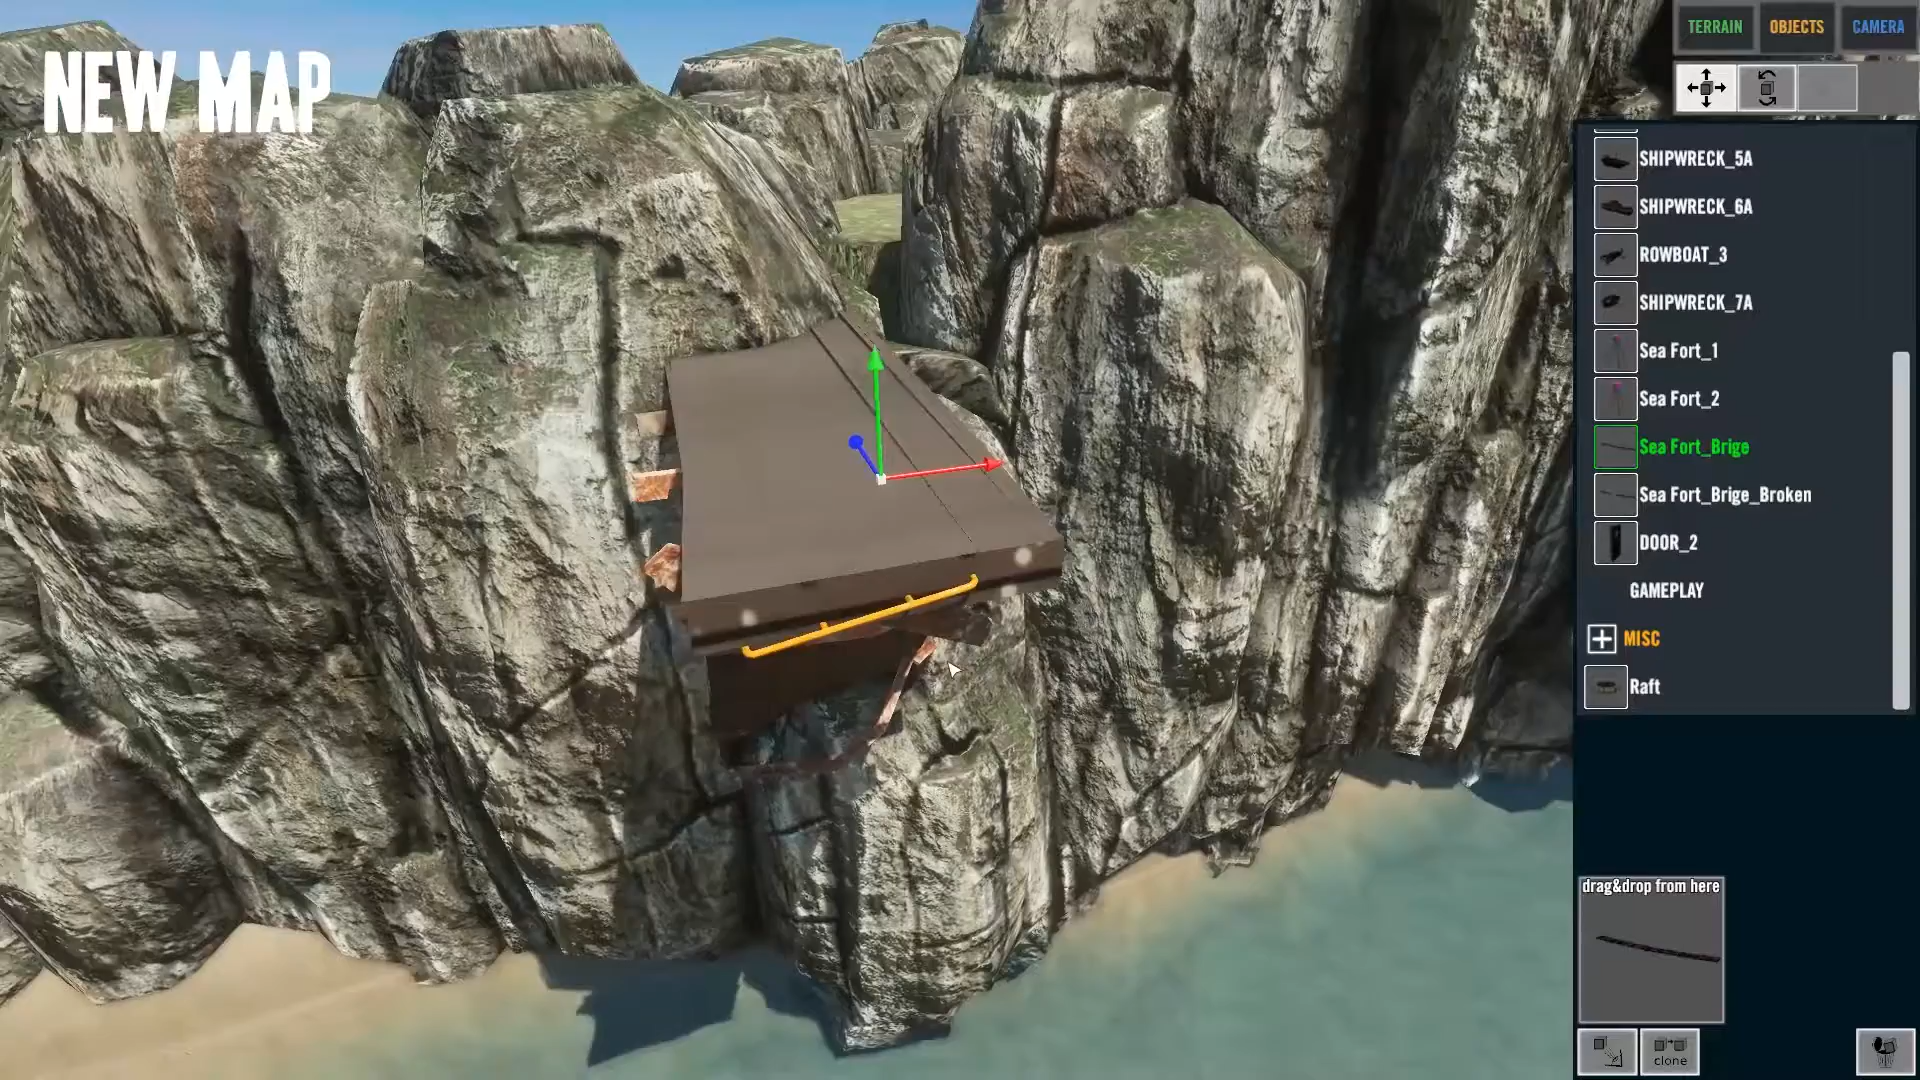 NEW MAP
TERRAIN
OBJECTS
CAMERA
SHIPWRECK_5A
SHIPWRECK_6A
ROWBOAT_3
SHIPWRECK_7A
Sea Fort_1
Sea Fort_2
Sea Fort_Brige
Sea Fort_Brige_Broken
DOOR_2
GAMEPLAY
MISC
Raft
drag&drop from here
clone